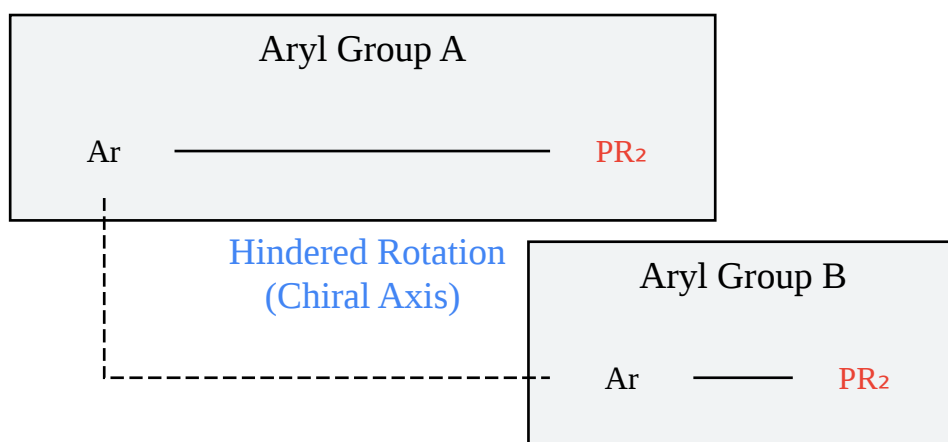 Aryl Group A
Ar PR₂
Hindered Rotation
(Chiral Axis)
Aryl Group B
Ar PR₂